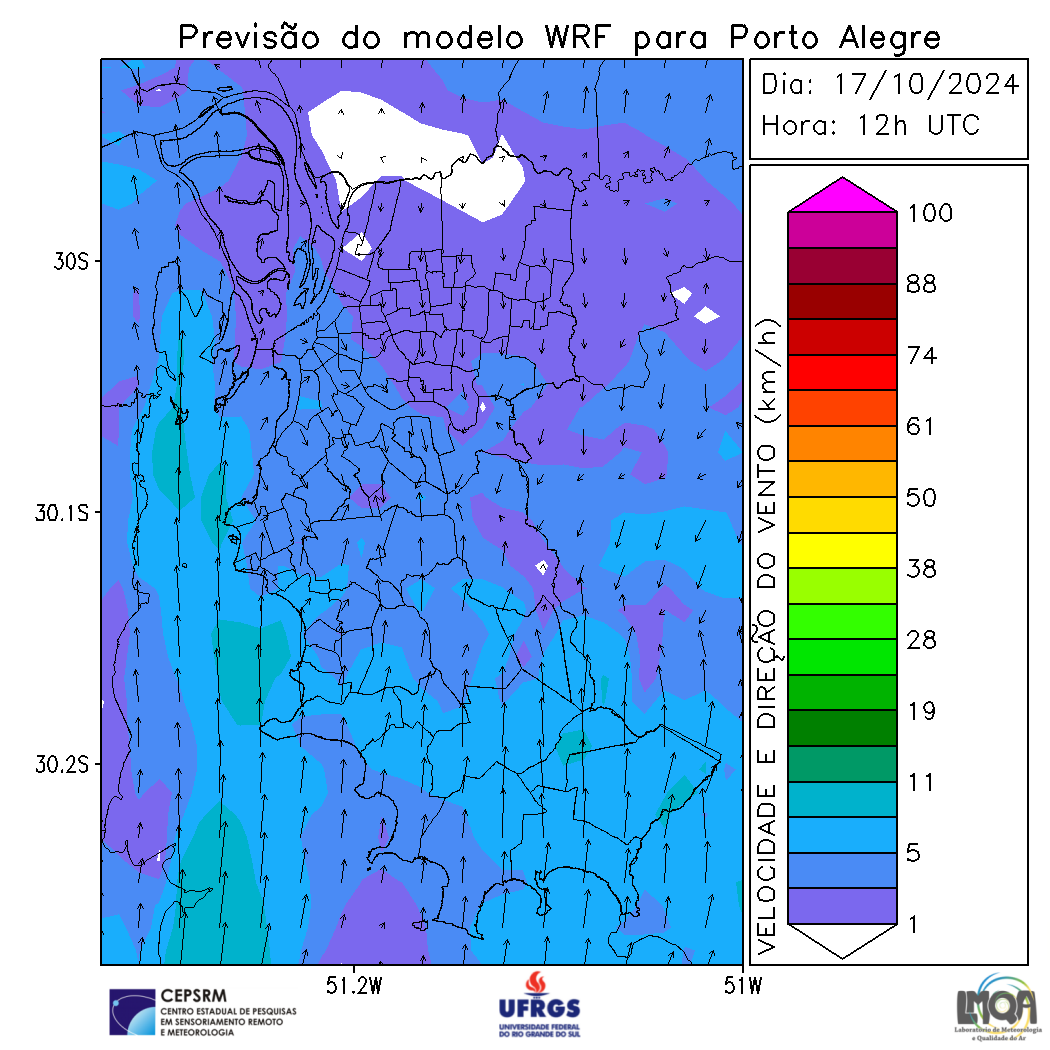 Previsão do modelo WRF para Porto Alegre
Dia: 17/10/2024
Hora: 12h UTC
30S
30.1S
30.2S
51.2W
51W
VELOCIDADE E DIREÇÃO DO VENTO (km/h)
100
88
74
61
50
38
28
19
11
5
1
CEPSRM
CENTRO ESTADUAL DE PESQUISAS
EM SENSORIAMENTO REMOTO
E METEOROLOGIA
UFRGS
UNIVERSIDADE FEDERAL
DO RIO GRANDE DO SUL
LMQA
Laboratório de Meteorologia
e Qualidade do Ar